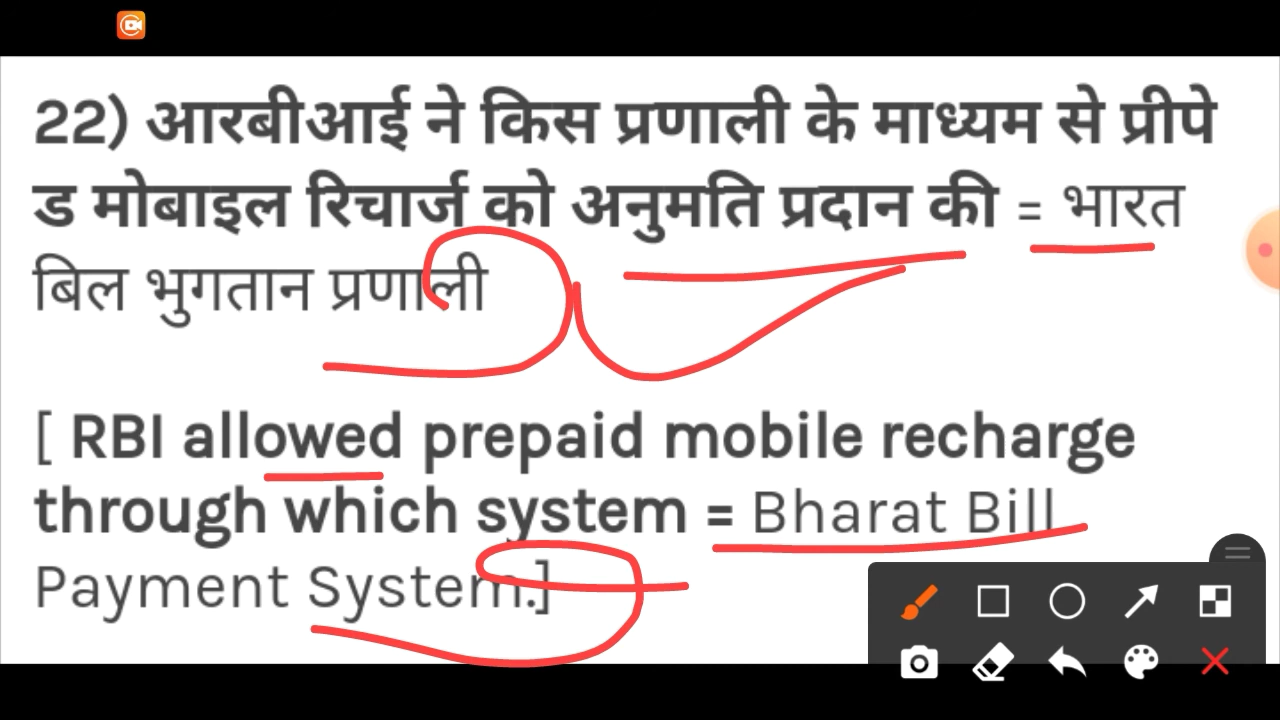 22) आरबीआई ने किस प्रणाली के माध्यम से प्रीपे
ड मोबाइल रिचार्ज को अनुमति प्रदान की = भारत
बिल भुगतान प्रणाली
[ RBI allowed prepaid mobile recharge
through which system = Bharat Bill
Payment System.]